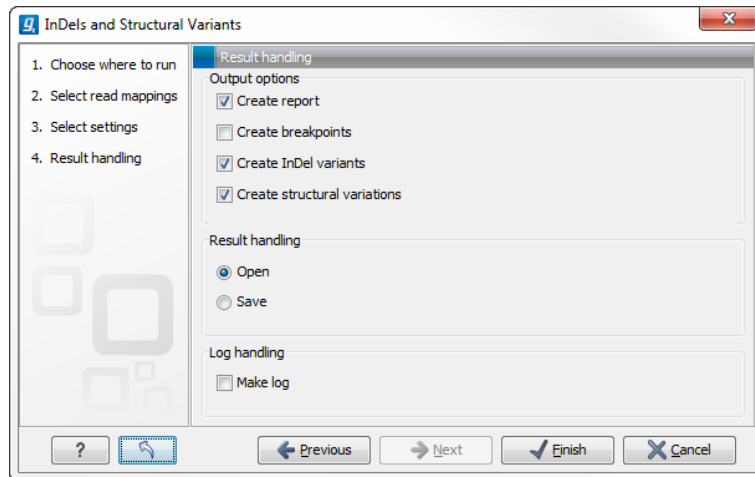 InDels and Structural Variants
1. Choose where to run
2. Select read mappings
3. Select settings
4. Result handling
Result handling
Output options
Create report
Create breakpoints
Create InDel variants
Create structural variations
Result handling
Open
Save
Log handling
Make log
?
Previous
Next
Finish
Cancel